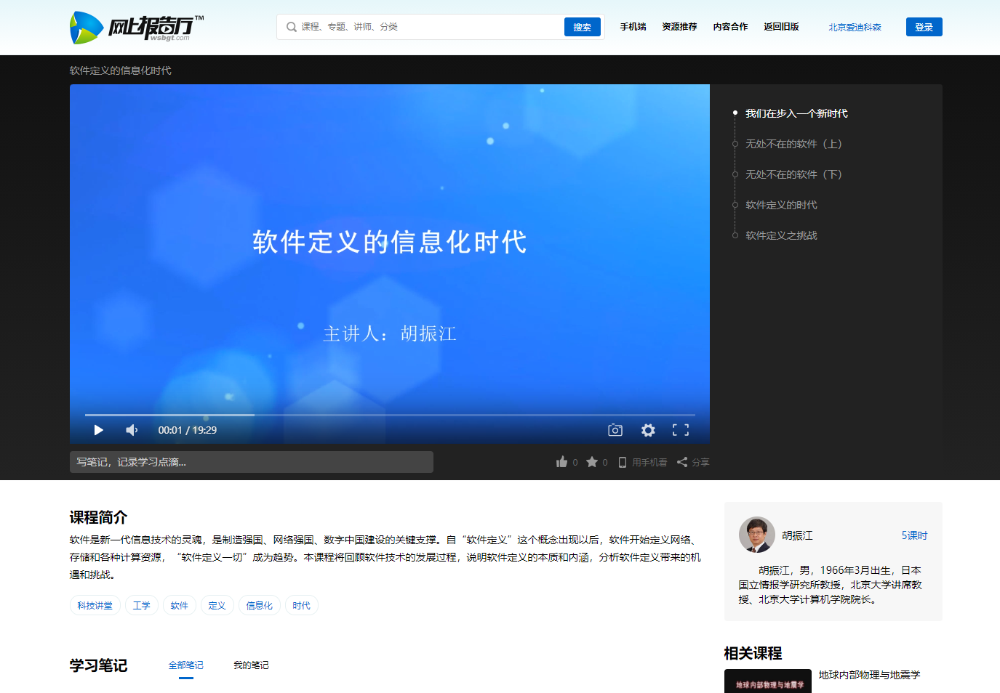 网上报告厅™
wsbgt.com
课程、专题、讲师、分类
搜索
手机端
资源推荐
内容合作
返回旧版
北京爱迪科森
登录
软件定义的信息化时代
软件定义的信息化时代
主讲人：胡振江
00:01 / 19:29
我们在步入一个新时代
无处不在的软件（上）
无处不在的软件（下）
软件定义的时代
软件定义之挑战
写笔记，记录学习点滴...
0
0
用手机看
分享
课程简介
软件是新一代信息技术的灵魂，是制造强国、网络强国、数字中国建设的关键支撑。自“软件定义”这个概念出现以后，软件开始定义网络、
存储和各种计算资源，“软件定义一切”成为趋势。本课程将回顾软件技术的发展过程，说明软件定义的本质和内涵，分析软件定义带来的机
遇和挑战。
科技讲堂
工学
软件
定义
信息化
时代
学习笔记
全部笔记
我的笔记
胡振江
5课时
胡振江，男，1966年3月出生，日本
国立情报学研究所教授，北京大学讲席教
授、北京大学计算机学院院长。
相关课程
地球内部物理与地震学
地球内部物理与地震学